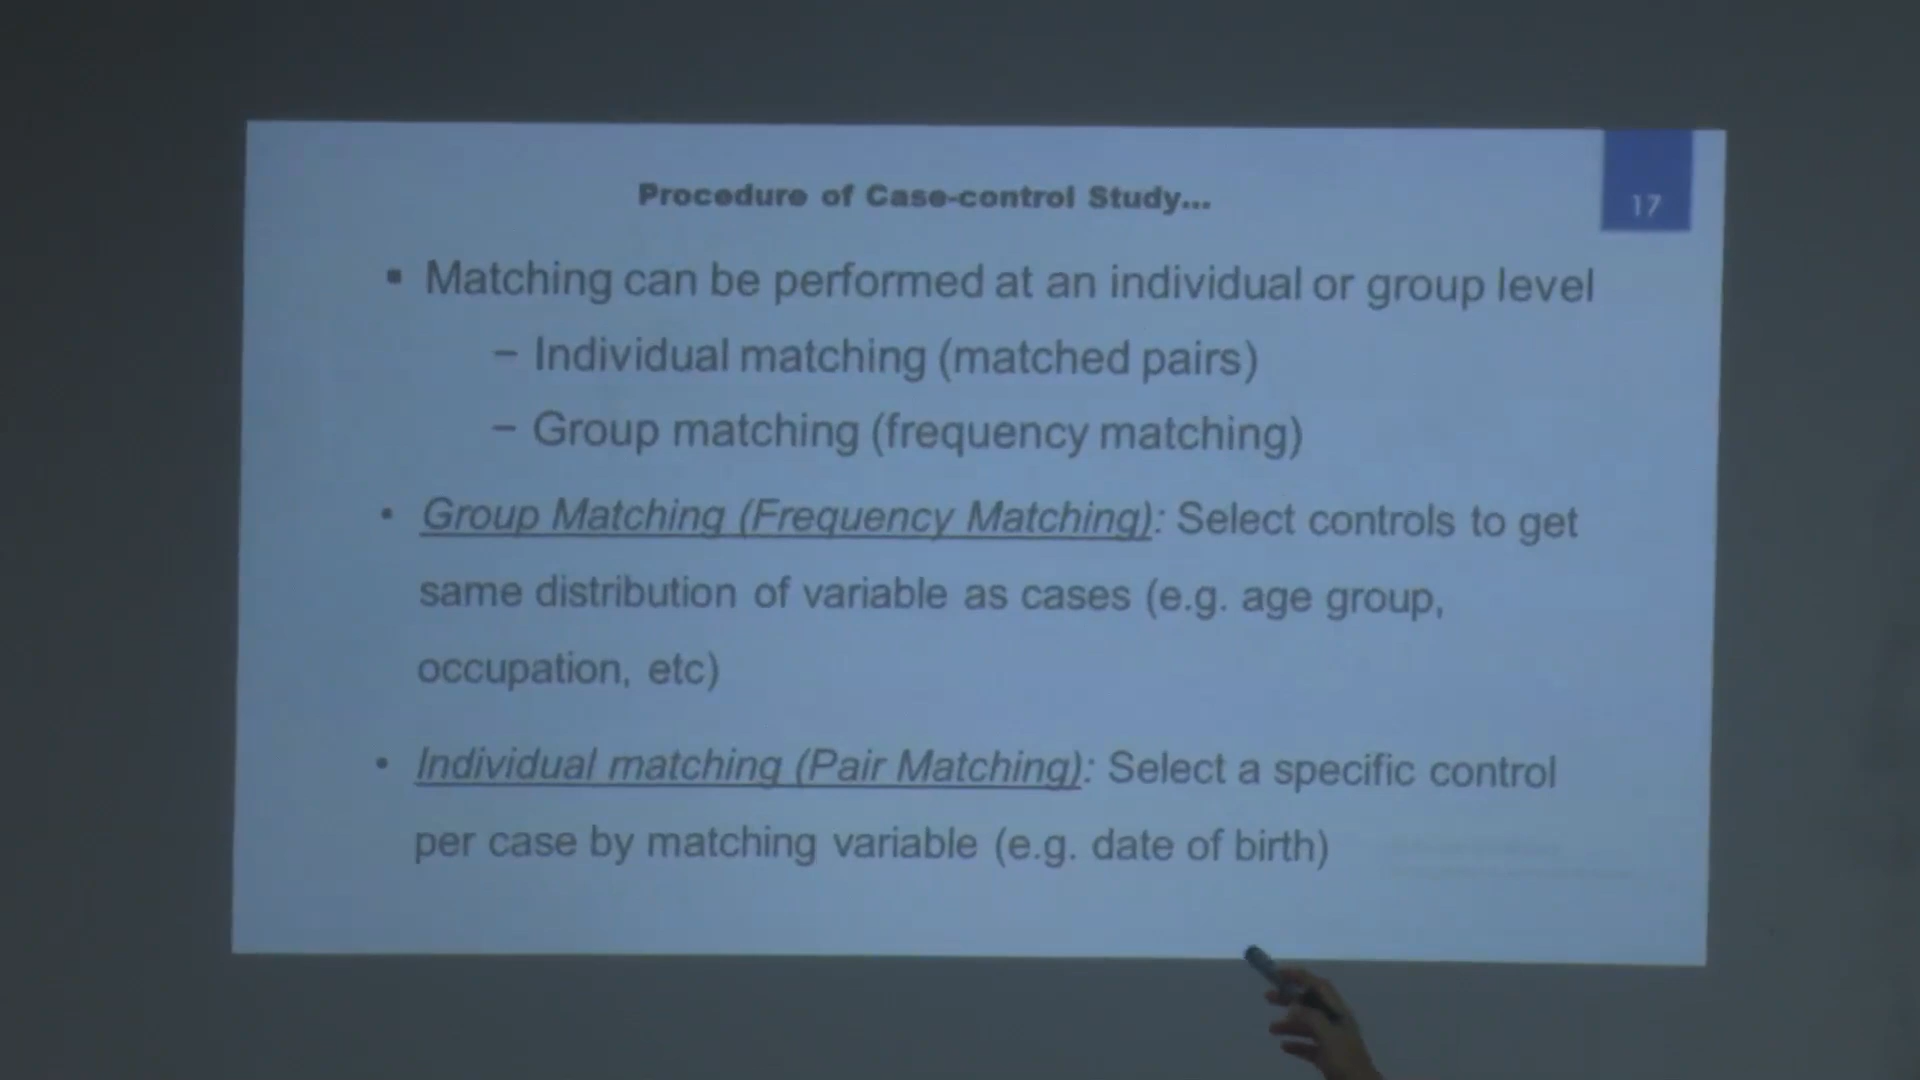 17
Procedure of Case-control Study...
▪ Matching can be performed at an individual or group level
– Individual matching (matched pairs)
– Group matching (frequency matching)
• Group Matching (Frequency Matching): Select controls to get
same distribution of variable as cases (e.g. age group,
occupation, etc)
• Individual matching (Pair Matching): Select a specific control
per case by matching variable (e.g. date of birth)